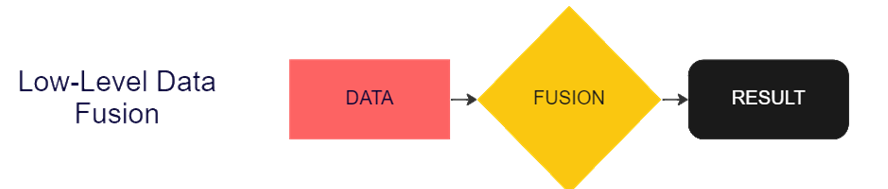 Low-Level Data
Fusion
DATA
FUSION
RESULT